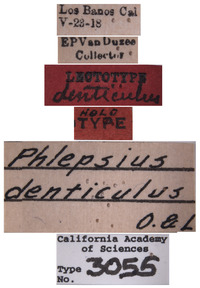 Los Banos Cal
V-22-18
EPVanDuzee
Collector
LECTOTYPE
denticulus
HOLO
TYPE
Phlepsius
denticulus
O.&L
California Academy
of Sciences
Type
No. 3055